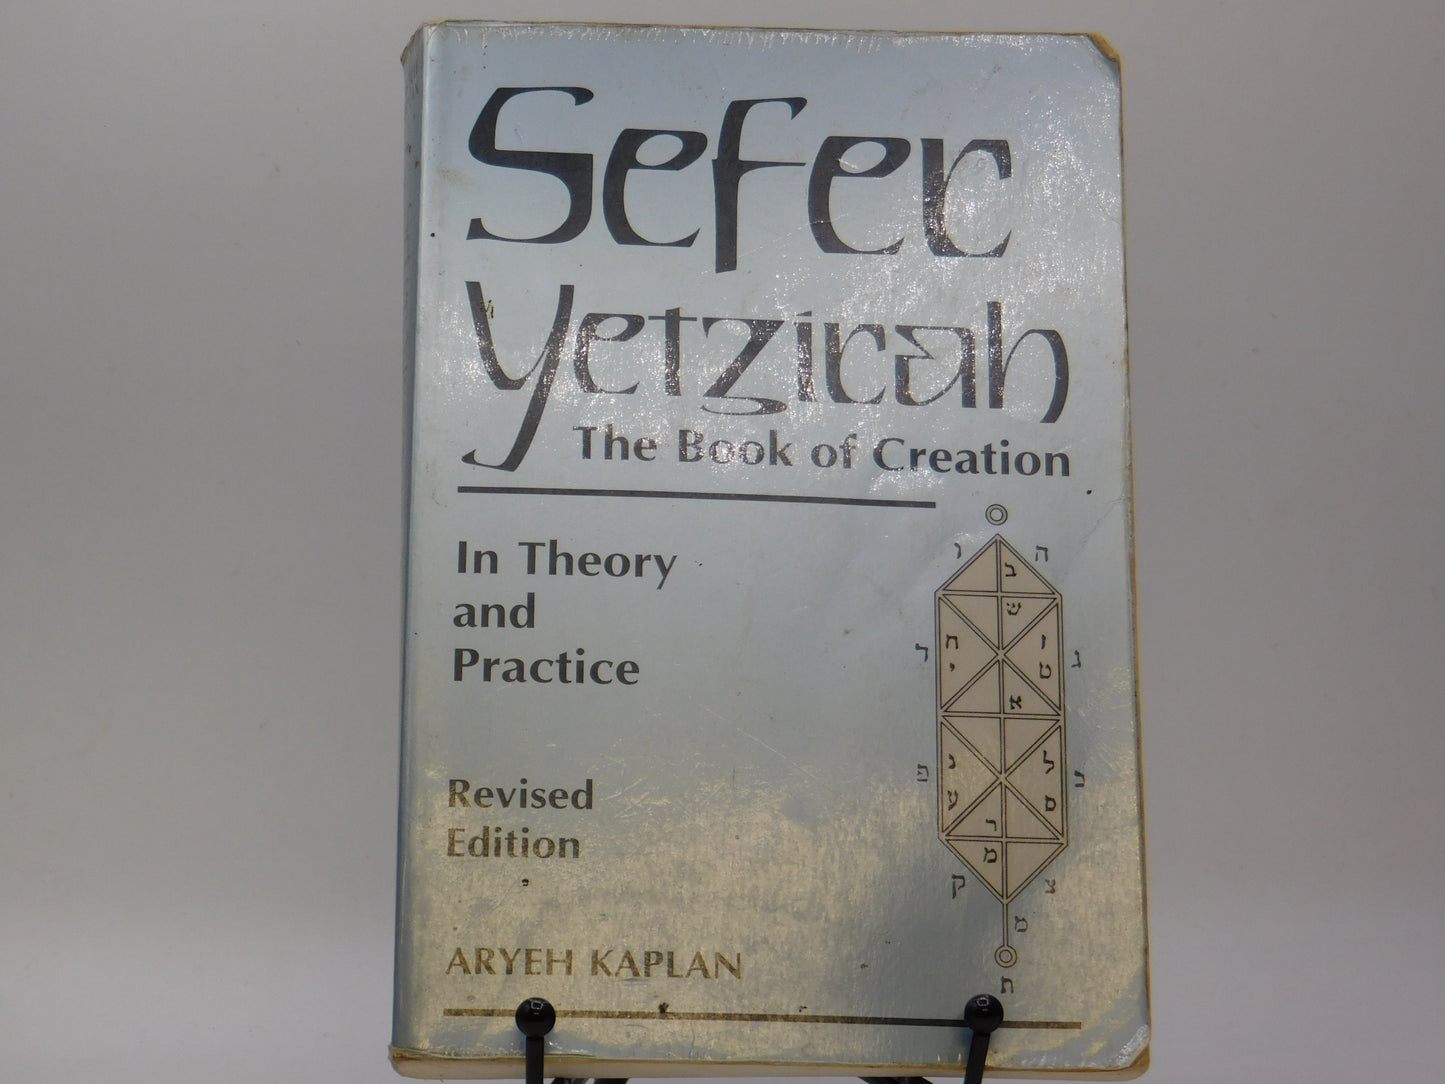 Sefer
Yetzirah
The Book of Creation
In Theory
and
Practice
Revised
Edition
ARYEH KAPLAN
ו ה
ב
ש
ל ח ו ג
י ט
א
פ נ ל כ
ע ס
ר
מ
ק צ
מ
ת